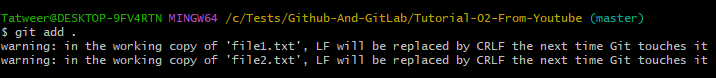 Tatweer@DESKTOP-9FV4RTN MINGW64 /c/Tests/Github-And-GitLab/Tutorial-02-From-Youtube (master)
$ git add .
warning: in the working copy of 'file1.txt', LF will be replaced by CRLF the next time Git touches it
warning: in the working copy of 'file2.txt', LF will be replaced by CRLF the next time Git touches it